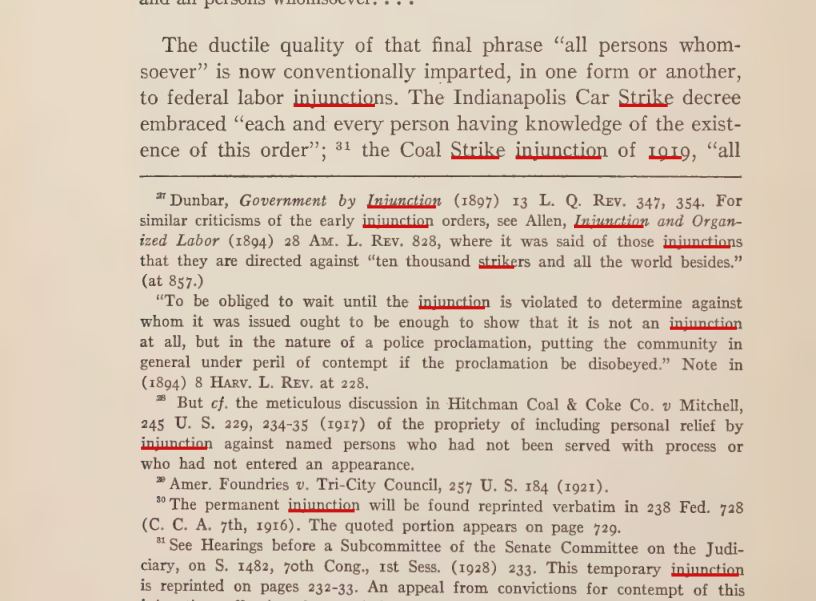 and all persons whomsoever. . . .
The ductile quality of that final phrase “all persons whom-
soever” is now conventionally imparted, in one form or another,
to federal labor injunctions. The Indianapolis Car Strike decree
embraced “each and every person having knowledge of the exist-
ence of this order”; 31 the Coal Strike injunction of 1919, “all
27 Dunbar, Government by Injunction (1897) 13 L. Q. Rev. 347, 354. For
similar criticisms of the early injunction orders, see Allen, Injunction and Organ-
ized Labor (1894) 28 Am. L. Rev. 828, where it was said of those injunctions
that they are directed against “ten thousand strikers and all the world besides.”
(at 857.)
“To be obliged to wait until the injunction is violated to determine against
whom it was issued ought to be enough to show that it is not an injunction
at all, but in the nature of a police proclamation, putting the community in
general under peril of contempt if the proclamation be disobeyed.” Note in
(1894) 8 Harv. L. Rev. at 228.
28 But cf. the meticulous discussion in Hitchman Coal & Coke Co. v Mitchell,
245 U. S. 229, 234-35 (1917) of the propriety of including personal relief by
injunction against named persons who had not been served with process or
who had not entered an appearance.
29 Amer. Foundries v. Tri-City Council, 257 U. S. 184 (1921).
30 The permanent injunction will be found reprinted verbatim in 238 Fed. 728
(C. C. A. 7th, 1916). The quoted portion appears on page 729.
31 See Hearings before a Subcommittee of the Senate Committee on the Judi-
ciary, on S. 1482, 70th Cong., 1st Sess. (1928) 233. This temporary injunction
is reprinted on pages 232-33. An appeal from convictions for contempt of this